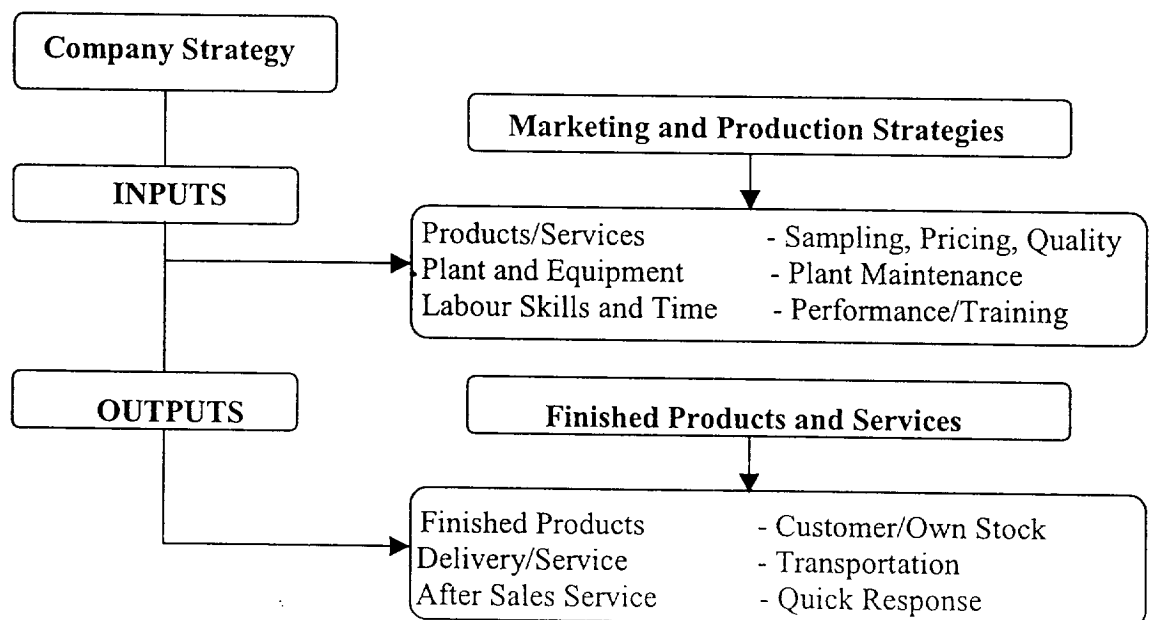 Company Strategy
Marketing and Production Strategies
INPUTS
Products/Services - Sampling, Pricing, Quality
Plant and Equipment - Plant Maintenance
Labour Skills and Time - Performance/Training
OUTPUTS
Finished Products and Services
Finished Products - Customer/Own Stock
Delivery/Service - Transportation
After Sales Service - Quick Response